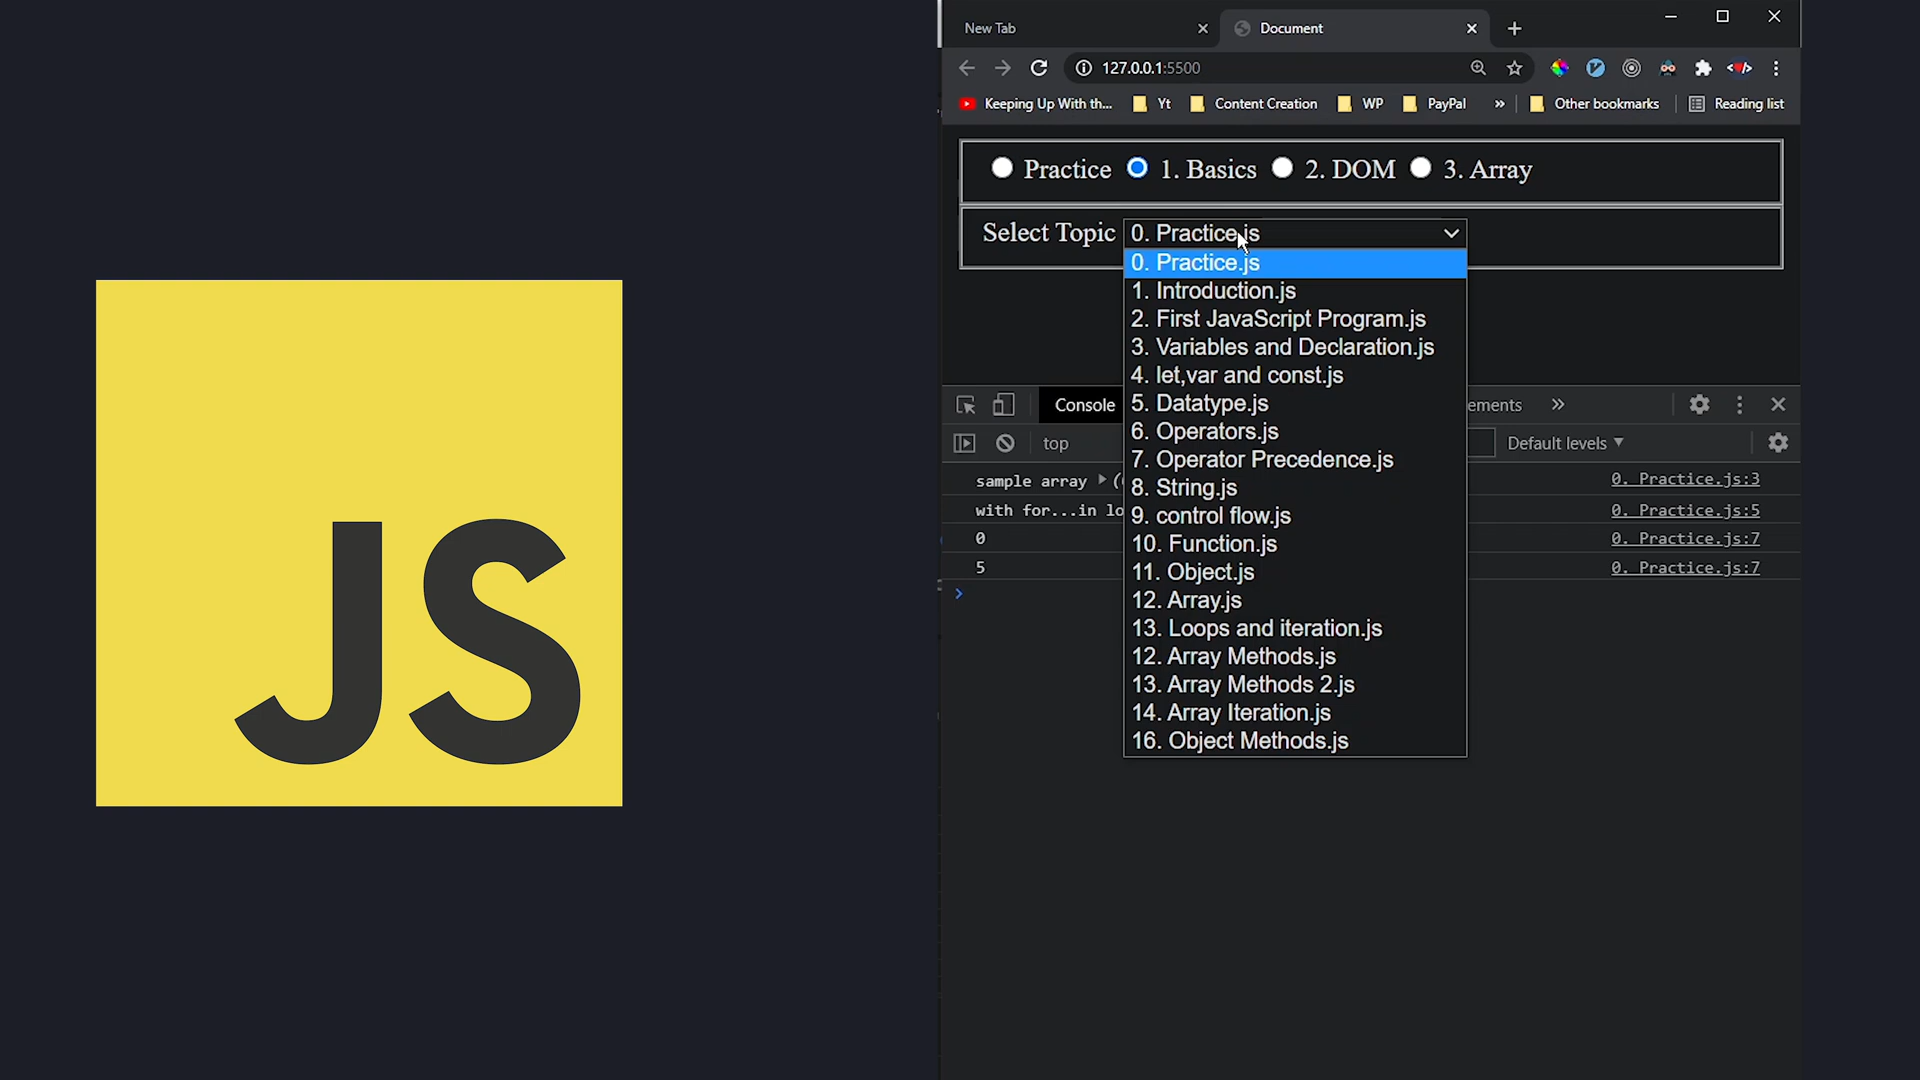 New Tab
Document
127.0.0.1:5500
Keeping Up With th... Yt Content Creation WP PayPal » Other bookmarks Reading list
Practice 1. Basics 2. DOM 3. Array
Select Topic 0. Practice.js
0. Practice.js
1. Introduction.js
2. First JavaScript Program.js
3. Variables and Declaration.js
4. let,var and const.js
5. Datatype.js
6. Operators.js
7. Operator Precedence.js
8. String.js
9. control flow.js
10. Function.js
11. Object.js
12. Array.js
13. Loops and iteration.js
12. Array Methods.js
13. Array Methods 2.js
14. Array Iteration.js
16. Object Methods.js
Console ements »
top Default levels
sample array ( 0. Practice.js:3
with for...in lo 0. Practice.js:5
0 0. Practice.js:7
5 0. Practice.js:7
JS